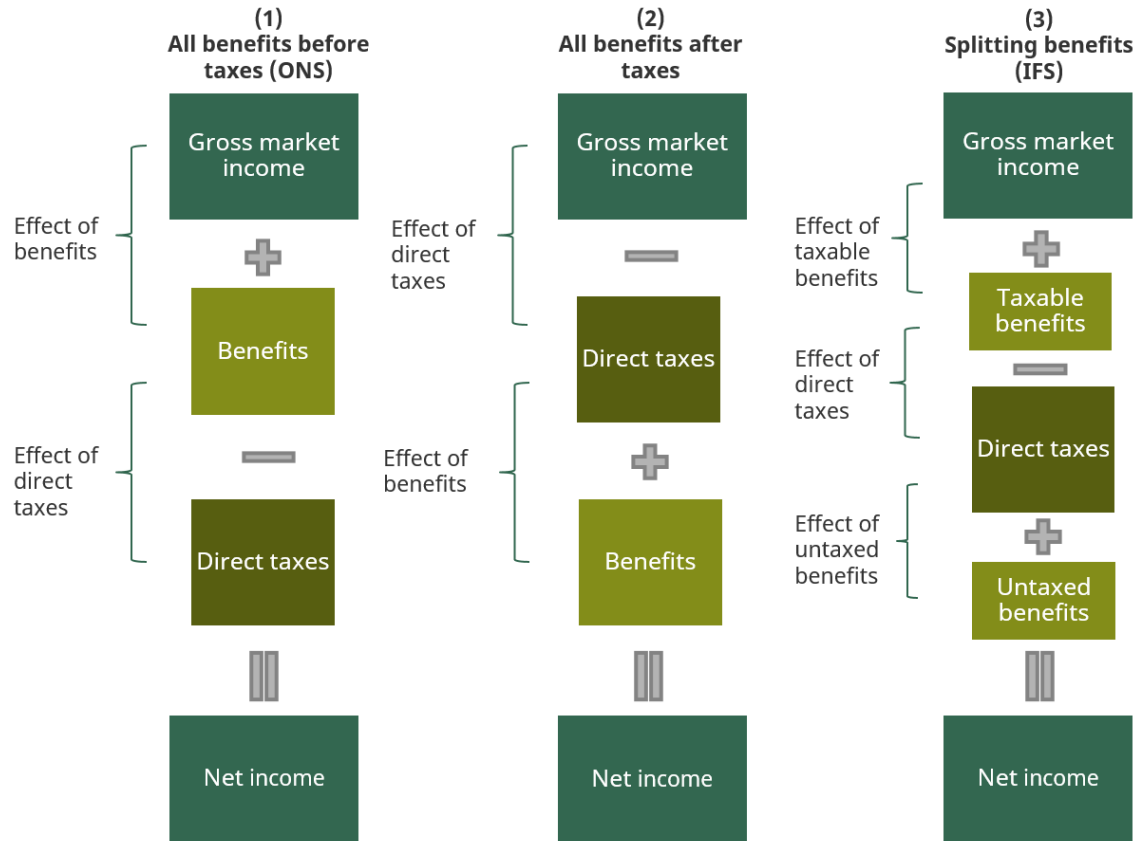 (1)
All benefits before
taxes (ONS)
Gross market
income
Effect of
benefits
Benefits
Effect of
direct
taxes
Direct taxes
Net income
(2)
All benefits after
taxes
Gross market
income
Effect of
direct
taxes
Direct taxes
Effect of
benefits
Benefits
Net income
(3)
Splitting benefits
(IFS)
Gross market
income
Effect of
taxable
benefits
Taxable
benefits
Effect of
direct
taxes
Direct taxes
Effect of
untaxed
benefits
Untaxed
benefits
Net income